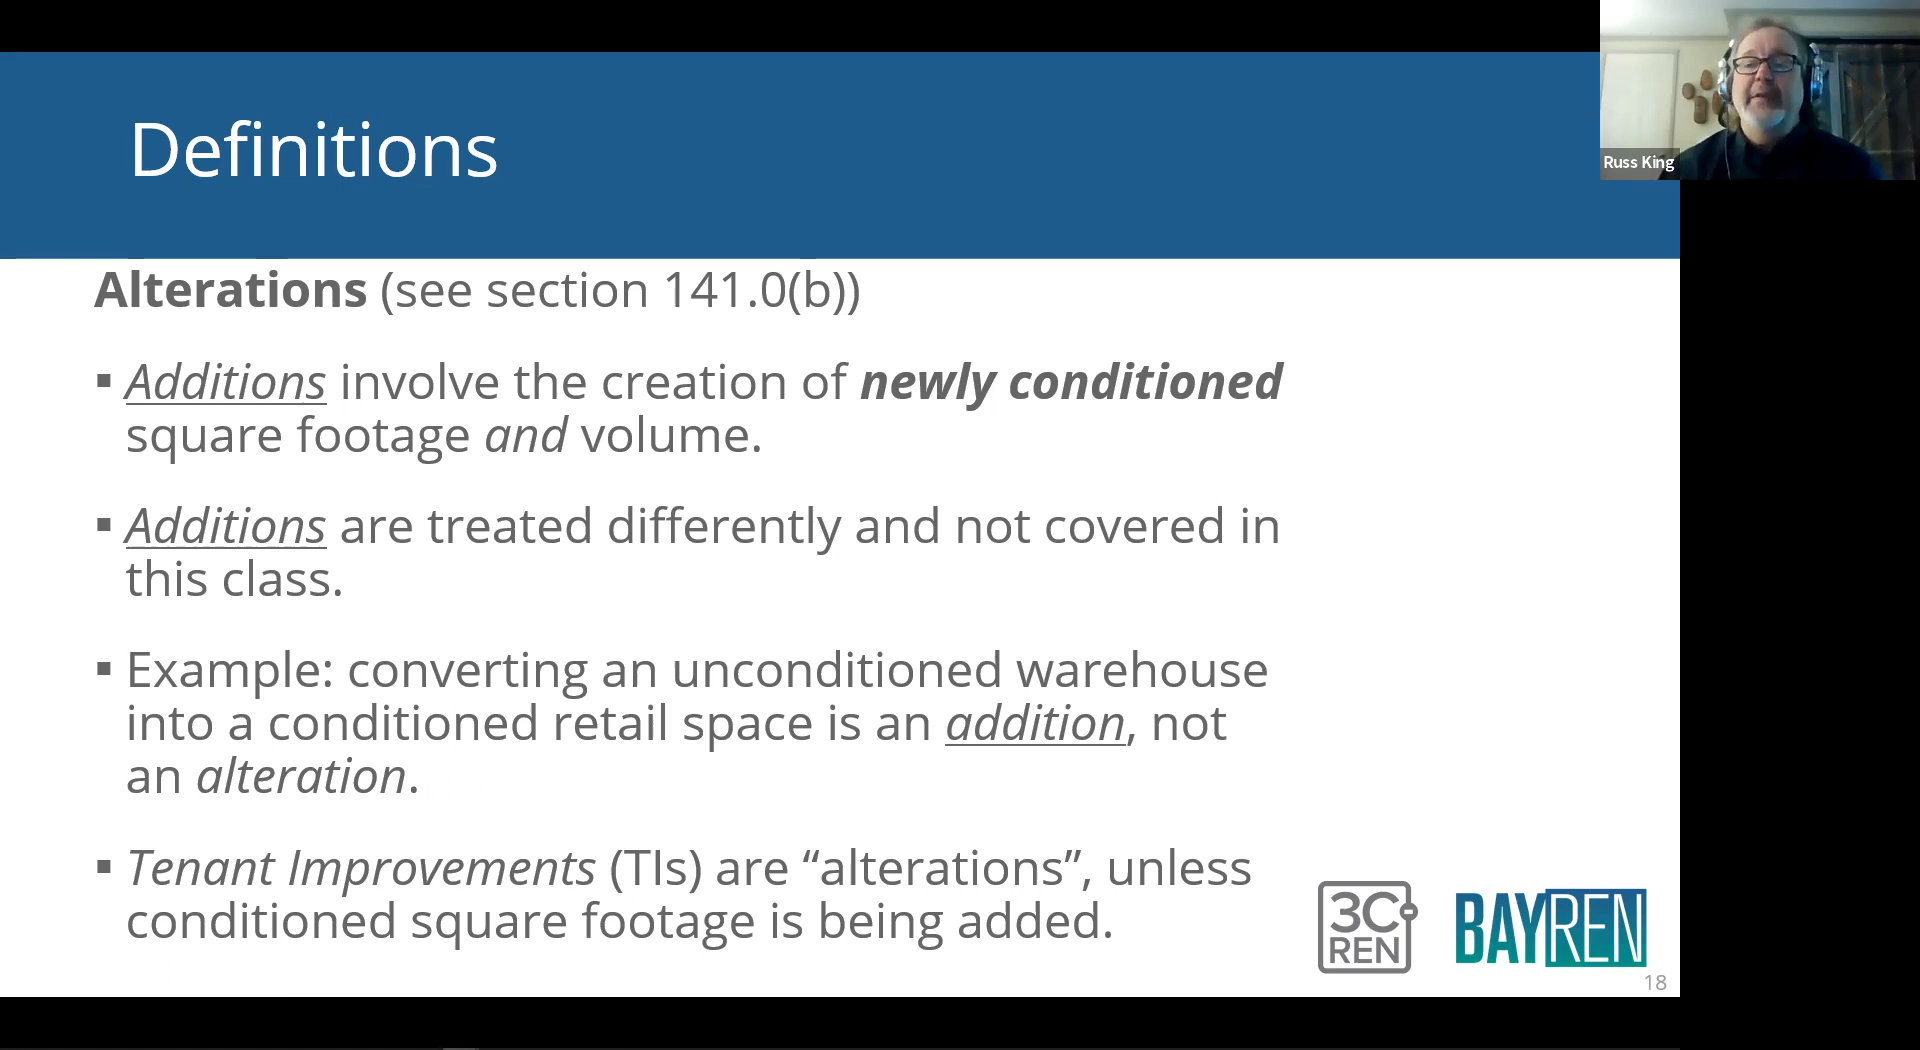 Definitions
Russ King
Alterations (see section 141.0(b))
▪ Additions involve the creation of newly conditioned
square footage and volume.
▪ Additions are treated differently and not covered in
this class.
▪ Example: converting an unconditioned warehouse
into a conditioned retail space is an addition, not
an alteration.
▪ Tenant Improvements (TIs) are “alterations”, unless
conditioned square footage is being added.
3C
REN
BAYREN
18